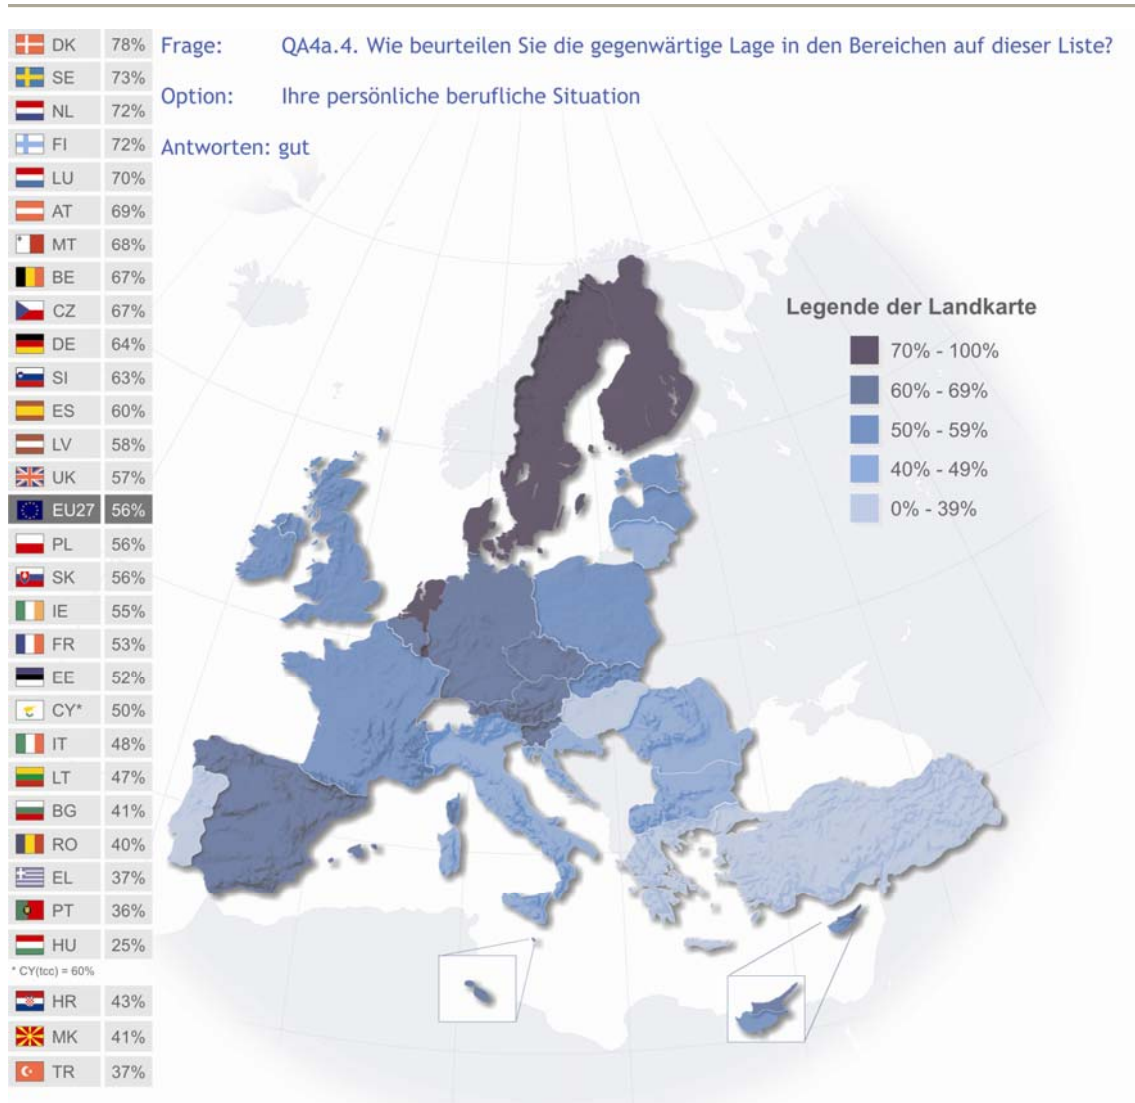 Frage: QA4a.4. Wie beurteilen Sie die gegenwärtige Lage in den Bereichen auf dieser Liste?
Option: Ihre persönliche berufliche Situation
Antworten: gut
DK 78%
SE 73%
NL 72%
FI 72%
LU 70%
AT 69%
MT 68%
BE 67%
CZ 67%
DE 64%
SI 63%
ES 60%
LV 58%
UK 57%
EU27 56%
PL 56%
SK 56%
IE 55%
FR 53%
EE 52%
CY* 50%
IT 48%
LT 47%
BG 41%
RO 40%
EL 37%
PT 36%
HU 25%
* CY(tcc) = 60%
HR 43%
MK 41%
TR 37%
Legende der Landkarte
70% - 100%
60% - 69%
50% - 59%
40% - 49%
0% - 39%